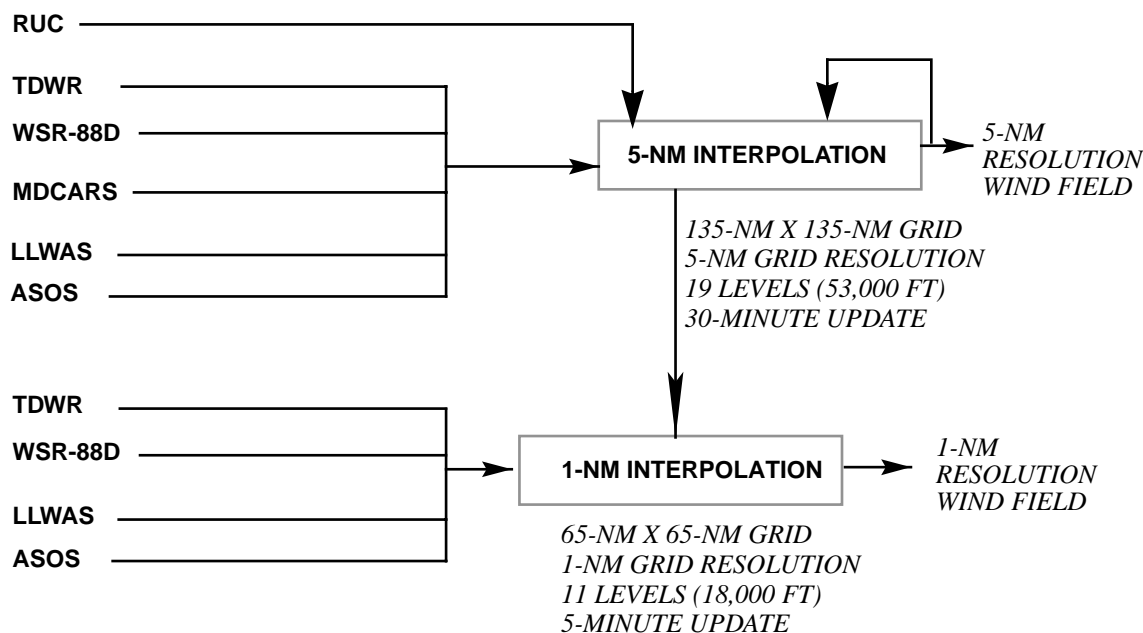 RUC
TDWR
WSR-88D
MDCARS
LLWAS
ASOS
5-NM INTERPOLATION
5-NM
RESOLUTION
WIND FIELD
135-NM X 135-NM GRID
5-NM GRID RESOLUTION
19 LEVELS (53,000 FT)
30-MINUTE UPDATE
TDWR
WSR-88D
LLWAS
ASOS
1-NM INTERPOLATION
1-NM
RESOLUTION
WIND FIELD
65-NM X 65-NM GRID
1-NM GRID RESOLUTION
11 LEVELS (18,000 FT)
5-MINUTE UPDATE